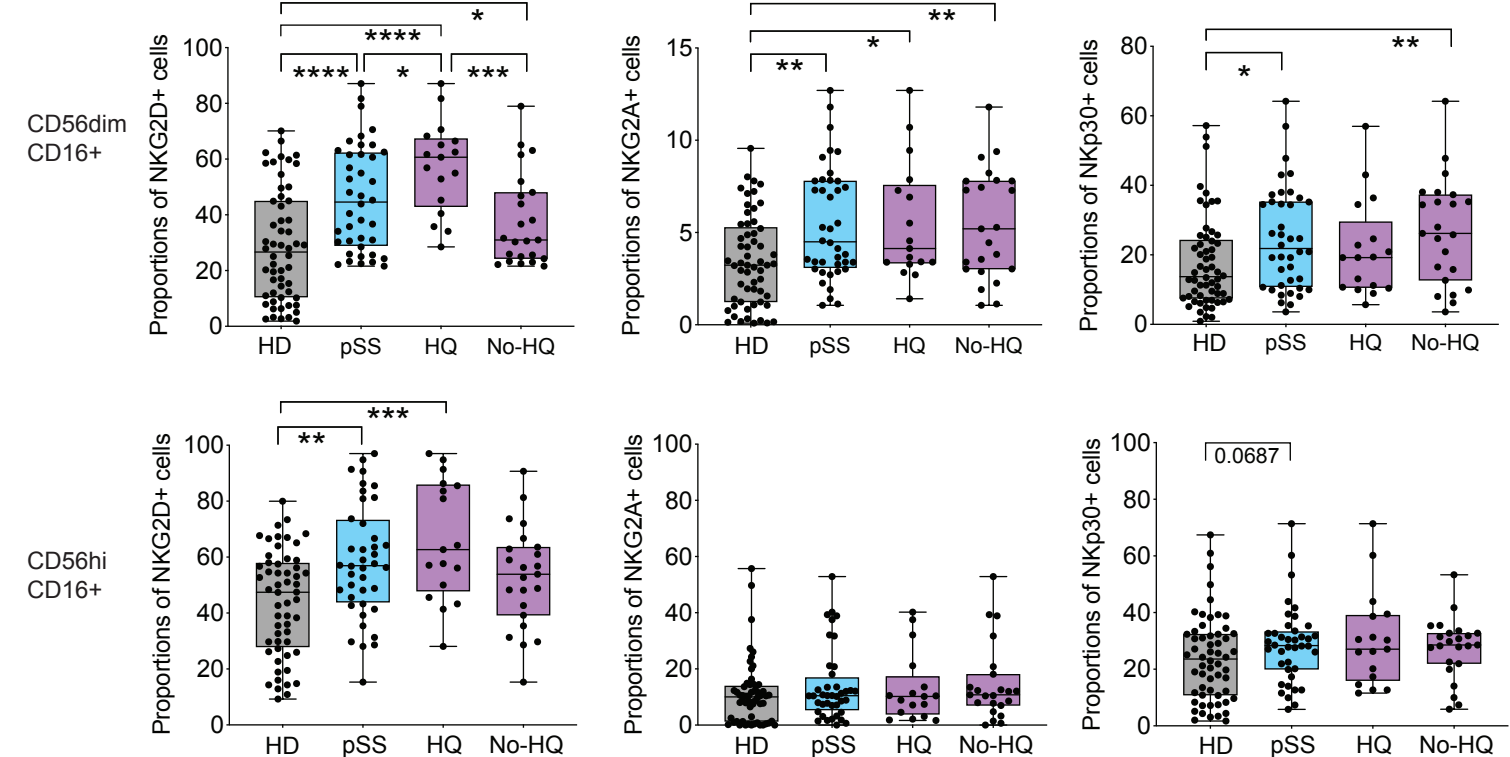 CD56dim
CD16+
Proportions of NKG2D+ cells
100
80
60
40
20
0
*
****
**** * ***
HD pSS HQ No-HQ
Proportions of NKG2A+ cells
15
10
5
0
**
*
**
HD pSS HQ No-HQ
Proportions of NKp30+ cells
80
60
40
20
0
**
*
HD pSS HQ No-HQ
CD56hi
CD16+
Proportions of NKG2D+ cells
100
80
60
40
20
0
***
**
HD pSS HQ No-HQ
Proportions of NKG2A+ cells
100
80
60
40
20
0
HD pSS HQ No-HQ
Proportions of NKp30+ cells
100
80
60
40
20
0
0.0687
HD pSS HQ No-HQ